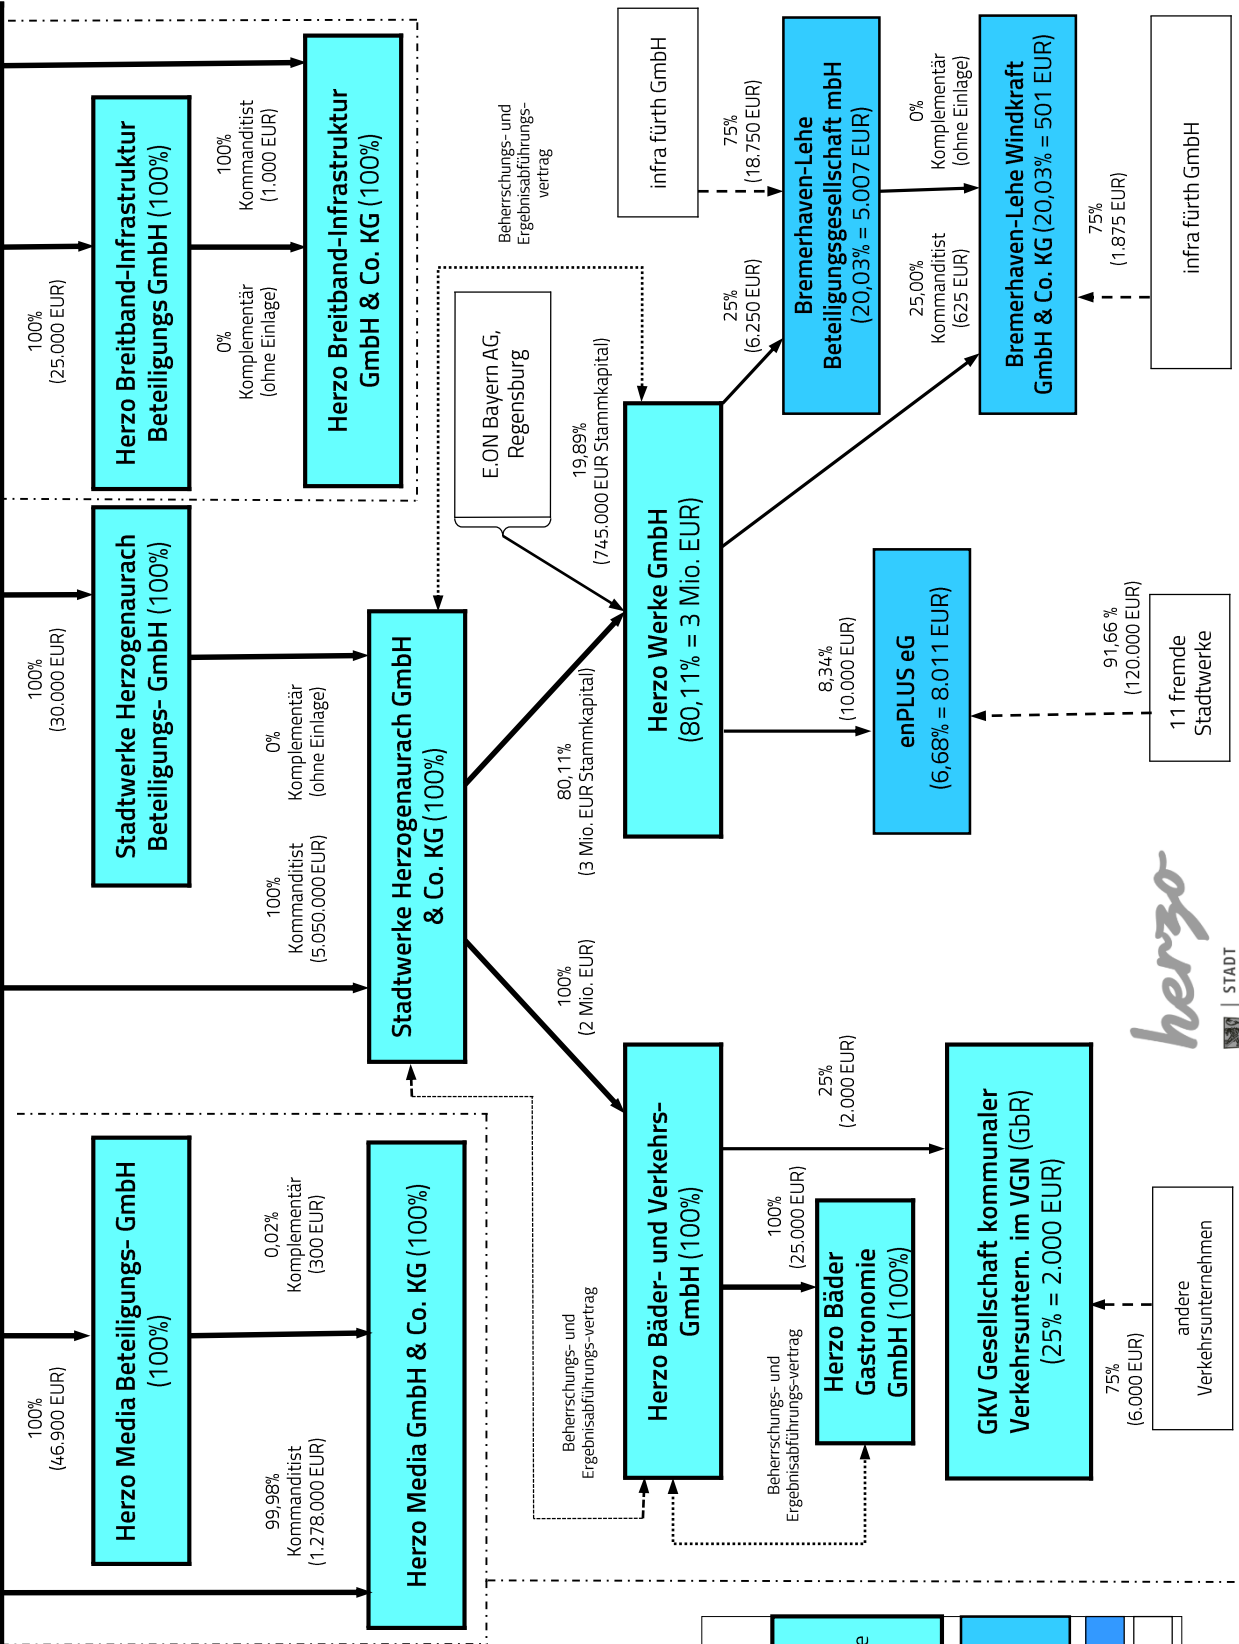 100%
(46.900 EUR)
100%
(30.000 EUR)
100%
(25.000 EUR)
Herzo Media Beteiligungs- GmbH
(100%)
Stadtwerke Herzogenaurach
Beteiligungs- GmbH (100%)
Herzo Breitband-Infrastruktur
Beteiligungs GmbH (100%)
99,98%
Kommanditist
(1.278.000 EUR)
0,02%
Komplementär
(300 EUR)
100%
Kommanditist
(5.050.000 EUR)
0%
Komplementär
(ohne Einlage)
0%
Komplementär
(ohne Einlage)
100%
Kommanditist
(1.000 EUR)
Herzo Media GmbH & Co. KG (100%)
Stadtwerke Herzogenaurach GmbH
& Co. KG (100%)
Herzo Breitband-Infrastruktur
GmbH & Co. KG (100%)
Beherrschungs- und
Ergebnisabführungs-
vertrag
E.ON Bayern AG,
Regensburg
Beherrschungs- und
Ergebnisabführungs-vertrag
100%
(2 Mio. EUR)
80,11%
(3 Mio. EUR Stammkapital)
19,89%
(745.000 EUR Stammkapital)
infra fürth GmbH
Herzo Bäder- und Verkehrs-
GmbH (100%)
Herzo Werke GmbH
(80,11% = 3 Mio. EUR)
25%
(6.250 EUR)
75%
(18.750 EUR)
Beherrschungs- und
Ergebnisabführungs-vertrag
100%
(25.000 EUR)
25%
(2.000 EUR)
8,34%
(10.000 EUR)
Bremerhaven-Lehe
Beteiligungsgesellschaft mbH
(20,03% = 5.007 EUR)
Herzo Bäder
Gastronomie
GmbH (100%)
enPLUS eG
(6,68% = 8.011 EUR)
25,00%
Kommanditist
(625 EUR)
0%
Komplementär
(ohne Einlage)
GKV Gesellschaft kommunaler
Verkehrsuntern. im VGN (GbR)
(25% = 2.000 EUR)
Bremerhaven-Lehe Windkraft
GmbH & Co. KG (20,03% = 501 EUR)
75%
(6.000 EUR)
91,66 %
(120.000 EUR)
75%
(1.875 EUR)
andere
Verkehrsunternehmen
11 fremde
Stadtwerke
infra fürth GmbH
herzo
| STADT
e